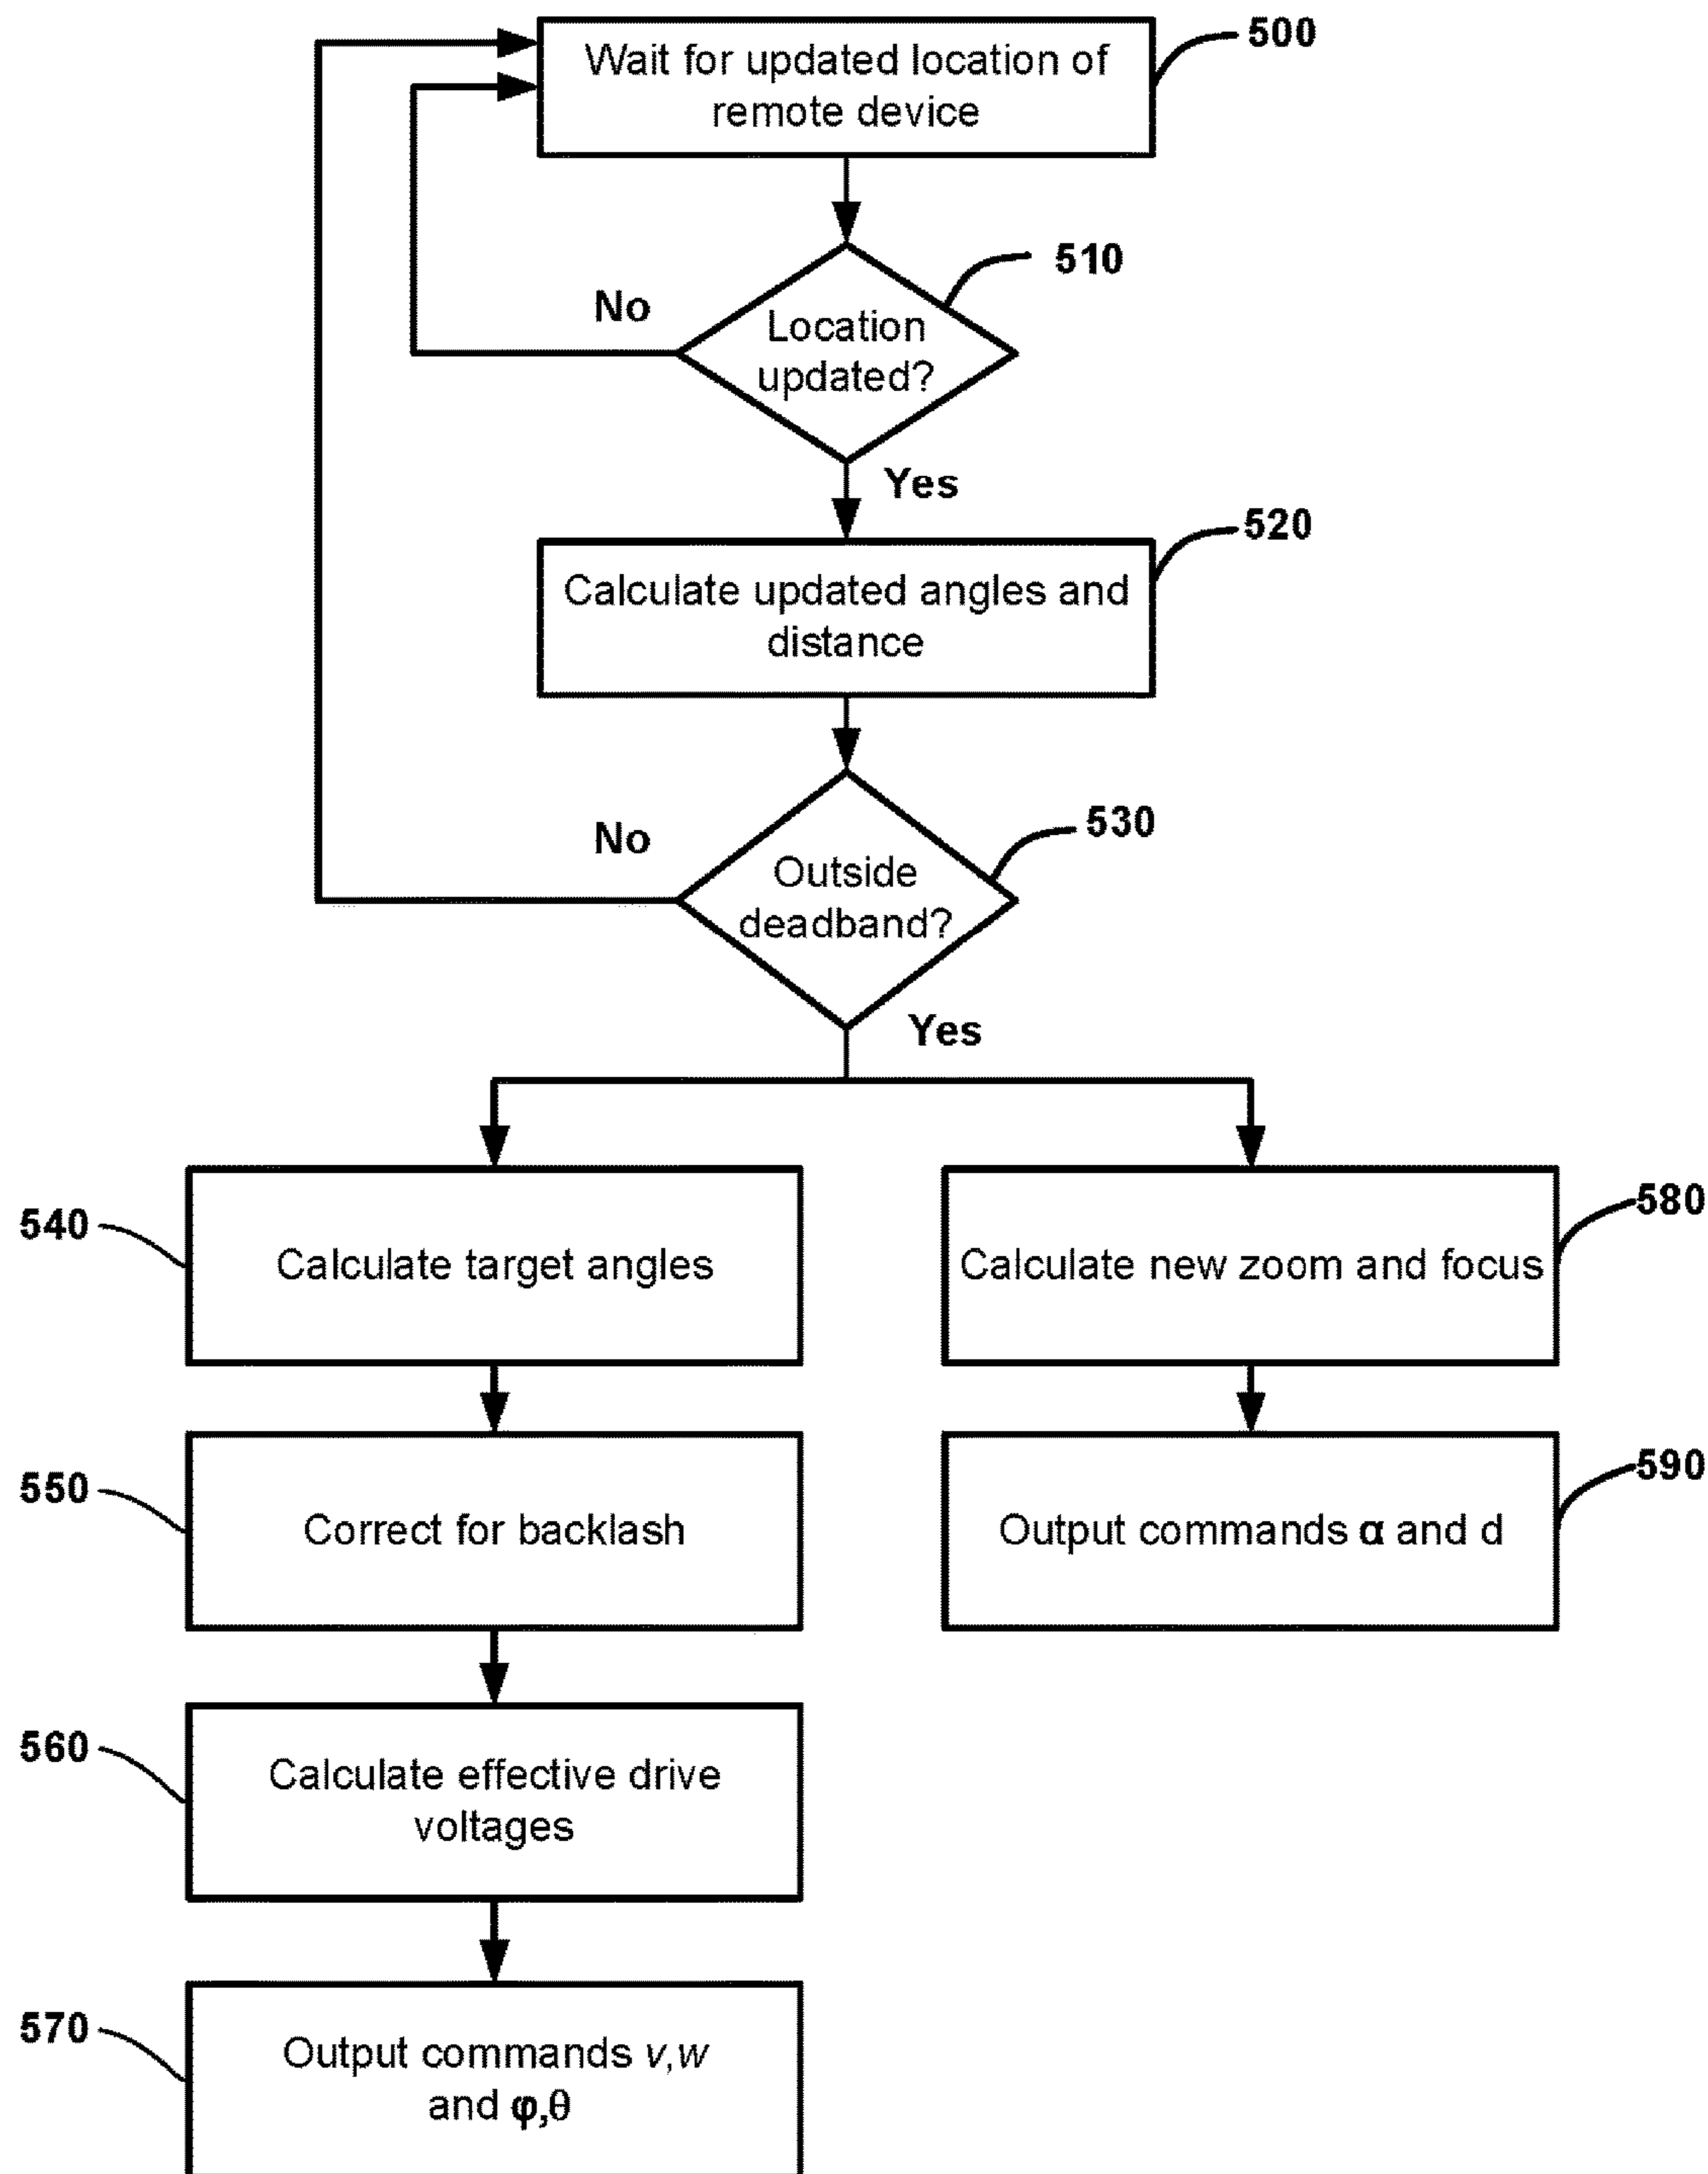 500
Wait for updated location of
remote device
510
No
Location
updated?
Yes
520
Calculate updated angles and
distance
530
No
Outside
deadband?
Yes
540
Calculate target angles
580
Calculate new zoom and focus
550
Correct for backlash
590
Output commands α and d
560
Calculate effective drive
voltages
570
Output commands v,w
and φ,θ